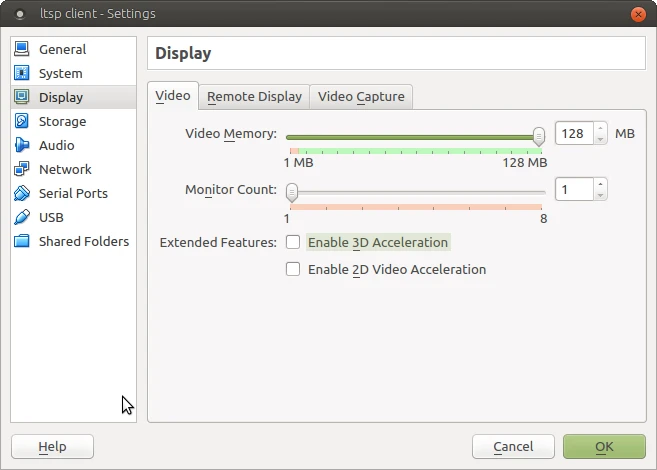 ltsp client - Settings
General
System
Display
Storage
Audio
Network
Serial Ports
USB
Shared Folders
Display
Video Remote Display Video Capture
Video Memory: 128 MB
1 MB 128 MB
Monitor Count: 1
1 8
Extended Features: Enable 3D Acceleration
Enable 2D Video Acceleration
Help Cancel OK